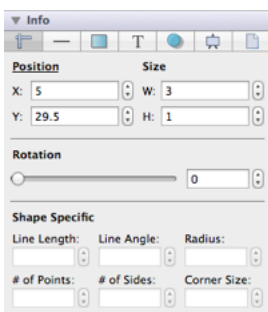 Info
T
Position Size
X: 5 W: 3
Y: 29.5 H: 1
Rotation
0
Shape Specific
Line Length: Line Angle: Radius:
# of Points: # of Sides: Corner Size: